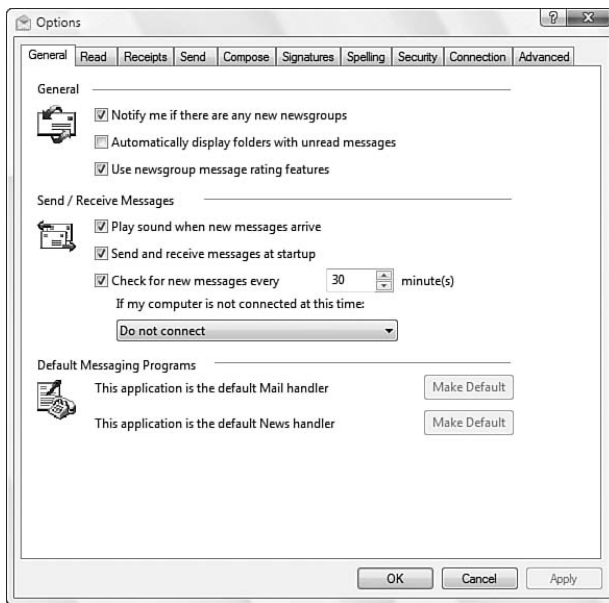 Options
General Read Receipts Send Compose Signatures Spelling Security Connection Advanced
General
Notify me if there are any new newsgroups
Automatically display folders with unread messages
Use newsgroup message rating features
Send / Receive Messages
Play sound when new messages arrive
Send and receive messages at startup
Check for new messages every 30 minute(s)
If my computer is not connected at this time:
Do not connect
Default Messaging Programs
This application is the default Mail handler Make Default
This application is the default News handler Make Default
OK Cancel Apply